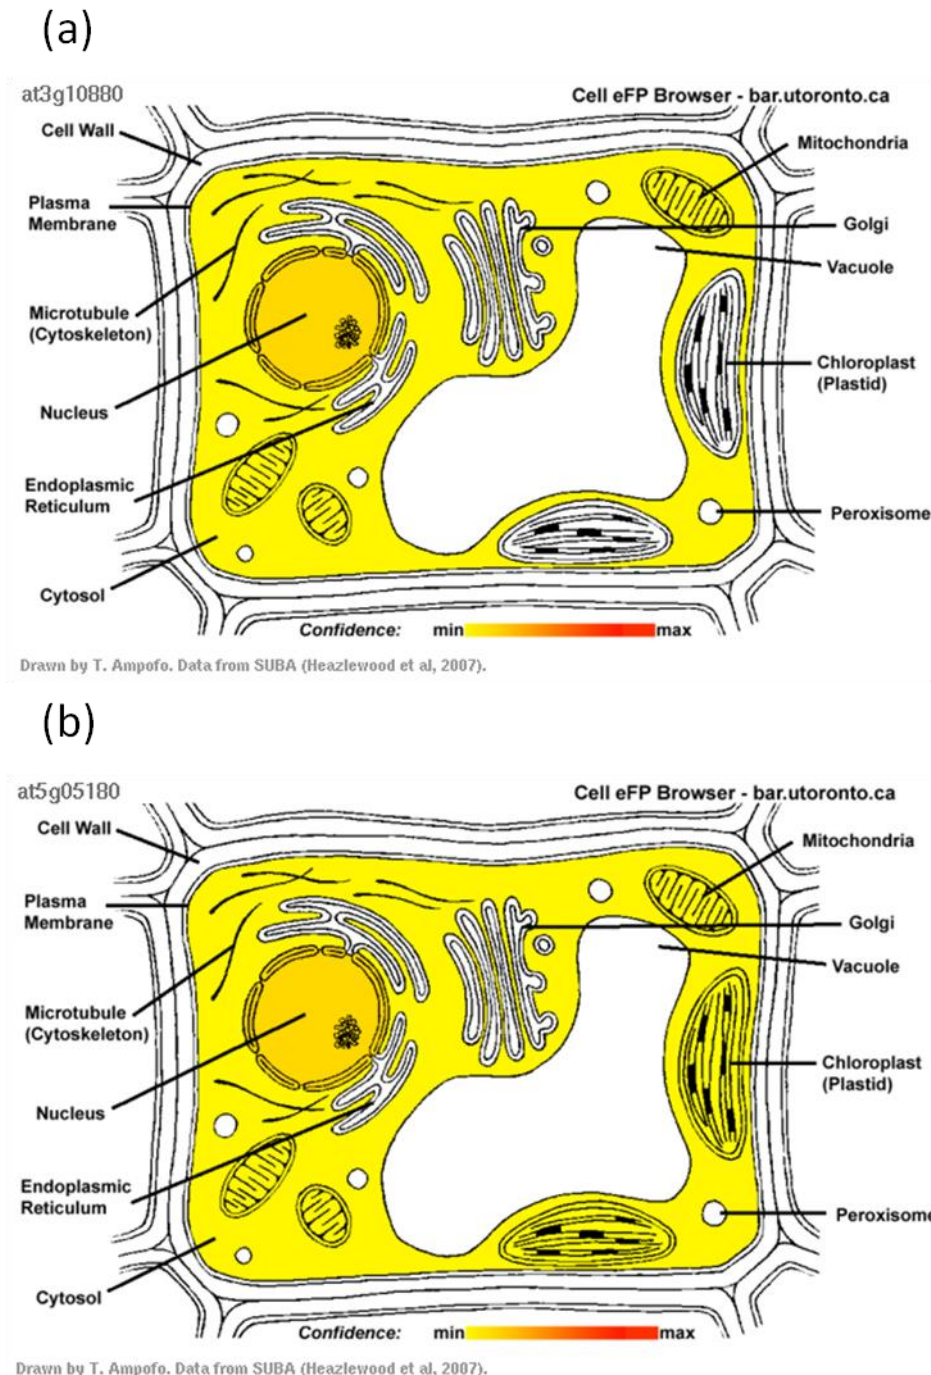 (a)
at3g10880
Cell eFP Browser - bar.utoronto.ca
Cell Wall
Mitochondria
Plasma
Membrane
Golgi
Vacuole
Microtubule
(Cytoskeleton)
Chloroplast
(Plastid)
Nucleus
Endoplasmic
Reticulum
Peroxisome
Cytosol
Confidence: min max
Drawn by T. Ampofo. Data from SUBA (Heazlewood et al, 2007).
(b)
at5g05180
Cell eFP Browser - bar.utoronto.ca
Cell Wall
Mitochondria
Plasma
Membrane
Golgi
Vacuole
Microtubule
(Cytoskeleton)
Chloroplast
(Plastid)
Nucleus
Endoplasmic
Reticulum
Peroxisome
Cytosol
Confidence: min max
Drawn by T. Ampofo. Data from SUBA (Heazlewood et al, 2007).